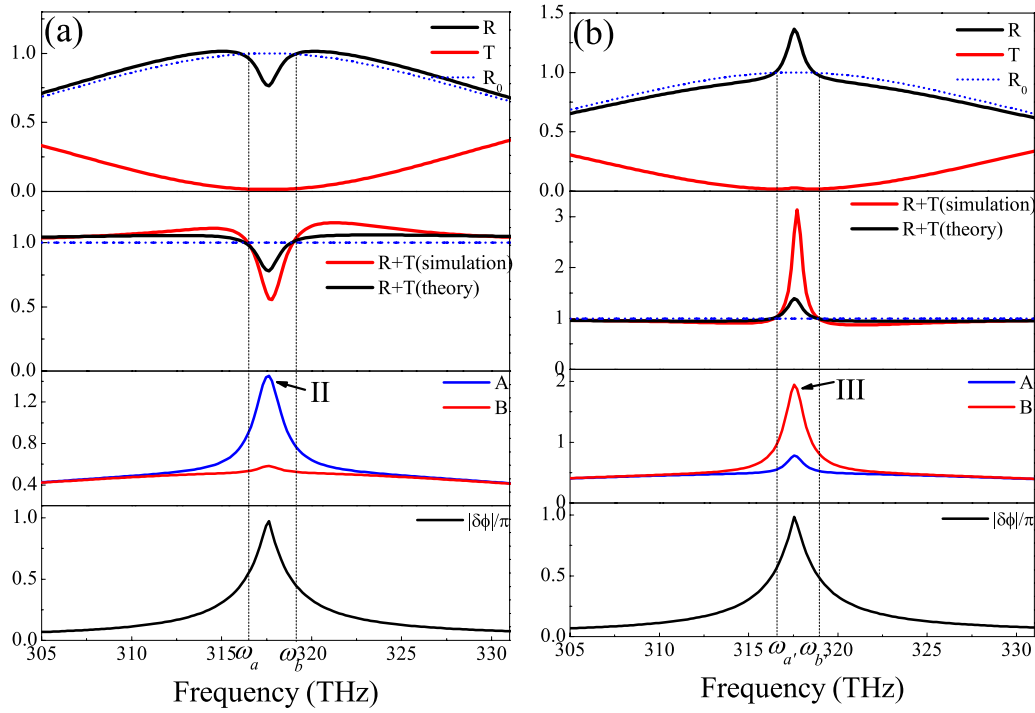 (a)
R
T
R₀
1.0
0.5
0.0
R+T(simulation)
R+T(theory)
1.0
0.5
0.0
A
B
II
1.2
0.8
0.4
|δϕ|/π
1.0
0.5
0.0
305 310 315 320 325 330
ωₐ ω_b
Frequency (THz)
(b)
R
T
R₀
1.5
1.0
0.5
0.0
R+T(simulation)
R+T(theory)
3
2
1
0
A
B
III
2
1
0
|δϕ|/π
1.0
0.5
0.0
305 310 315 320 325 330
ωₐ' ω_b'
Frequency (THz)